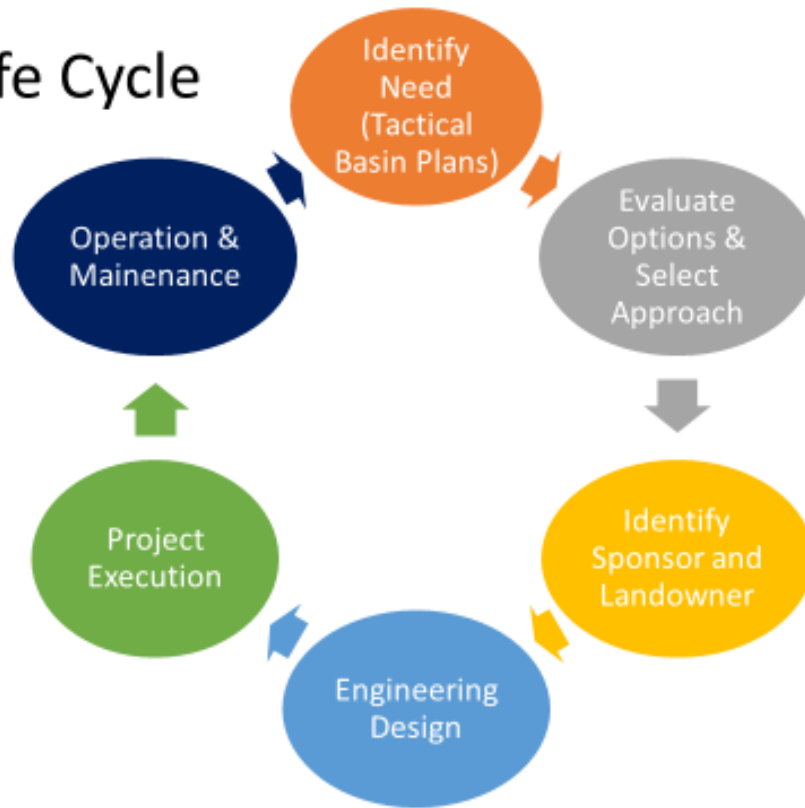 fe Cycle
Identify
Need
(Tactical
Basin Plans)
Evaluate
Options &
Select
Approach
Identify
Sponsor and
Landowner
Engineering
Design
Project
Execution
Operation &
Mainenance